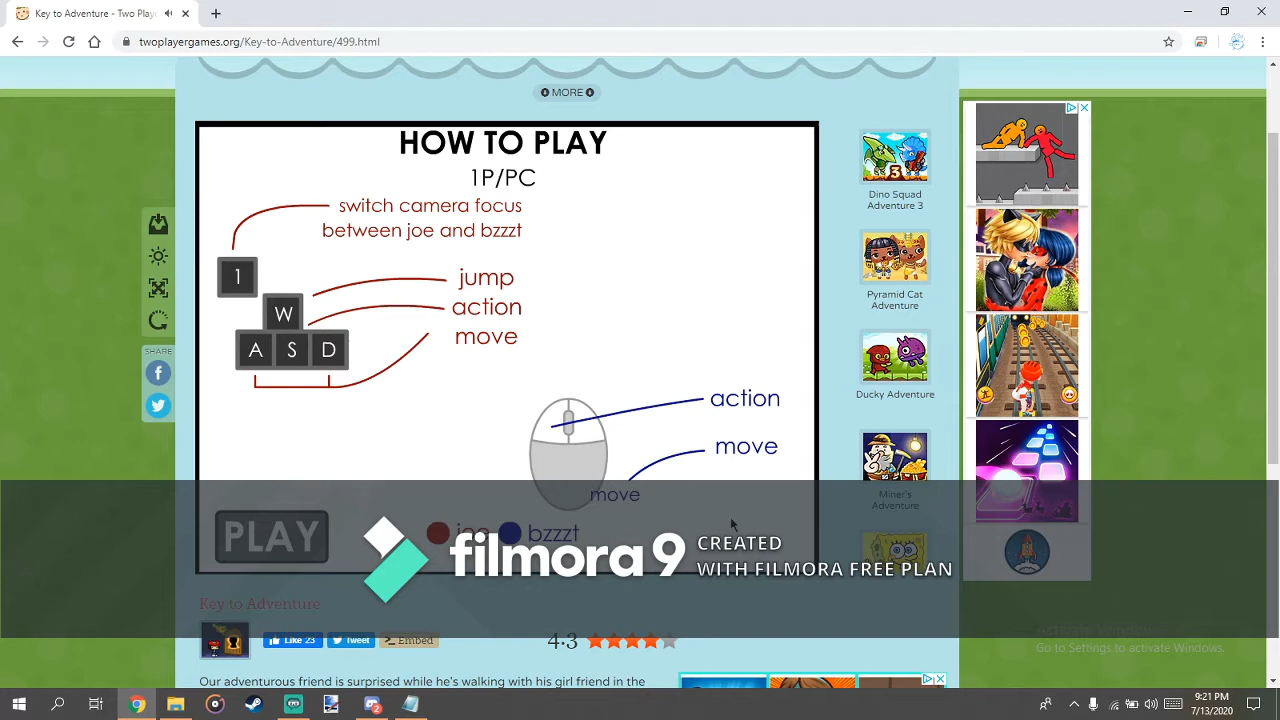 Key to Adventure - Two Play
twoplayergames.org/Key-to-Adventure/499.html
MORE
HOW TO PLAY
1P/PC
switch camera focus
between joe and bzzzt
1
jump
W
action
move
A S D
action
move
move
PLAY
joe bzzzt
filmora 9
CREATED
WITH FILMORA FREE PLAN
SHARE
Dino Squad
Adventure 3
3
Pyramid Cat
Adventure
Ducky Adventure
Miner's
Adventure
Key to Adventure
Like 23
Tweet
Embed
4.3
Our adventurous friend is surprised while he's walking with his girl friend in the
Go to Settings to activate Windows.
9:21 PM
7/13/2020